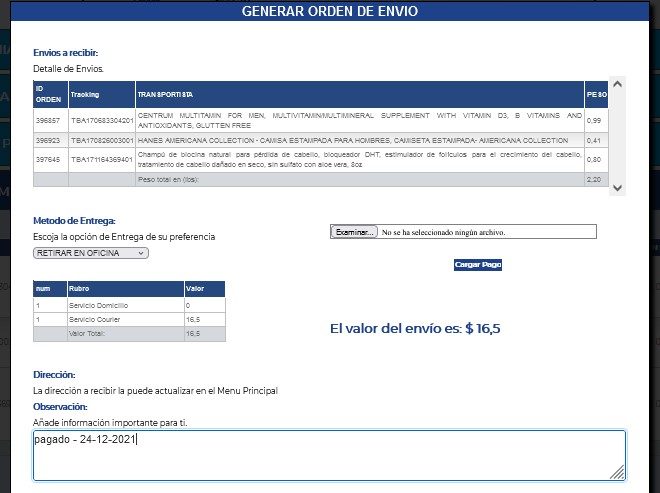 GENERAR ORDEN DE ENVIO
Envios a recibir:
Detalle de Envios.
ID ORDEN Tracking TRANSPORTISTA PESO
396857 TBA170683304201 CENTRUM MULTITAMIN FOR MEN, MULTIVITAMIN/MULTIMINERAL SUPPLEMENT WITH VITAMIN D3, B VITAMINS AND ANTIOXIDANTS, GLUTTEN FREE 0,99
396923 TBA170826003001 HANES AMERICANA COLLECTION - CAMISA ESTAMPADA PARA HOMBRES, CAMISETA ESTAMPADA- AMERICANA COLLECTION 0,41
397645 TBA171164369401 Champú de biocina natural para pérdida de cabello, bloqueador DHT, estimulador de folículos para el crecimiento del cabello, tratamiento de cabello dañado en seco, sin sulfato con aloe vera, 8oz 0,80
Peso total en (lbs): 2,20
Metodo de Entrega:
Escoja la opción de Entrega de su preferencia
RETIRAR EN OFICINA
Examinar... No se ha seleccionado ningún archivo.
Cargar Pago
num Rubro Valor
1 Servicio Domicilio 0
1 Servicio Courier 16,5
Valor Total: 16,5
El valor del envío es: $ 16,5
Dirección:
La dirección a recibir la puede actualizar en el Menu Principal
Observación:
Añade información importante para ti.
pagado - 24-12-2021